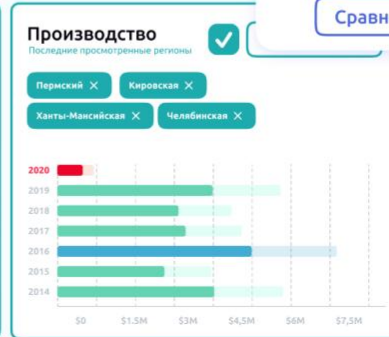 Сравн
Производство
Последние просмотренные регионы
Пермский ×
Кировская ×
Ханты-Мансийская ×
Челябинская ×
2020
2019
2018
2017
2016
2015
2014
$0 $1.5M $3M $4,5M $6M $7,5M